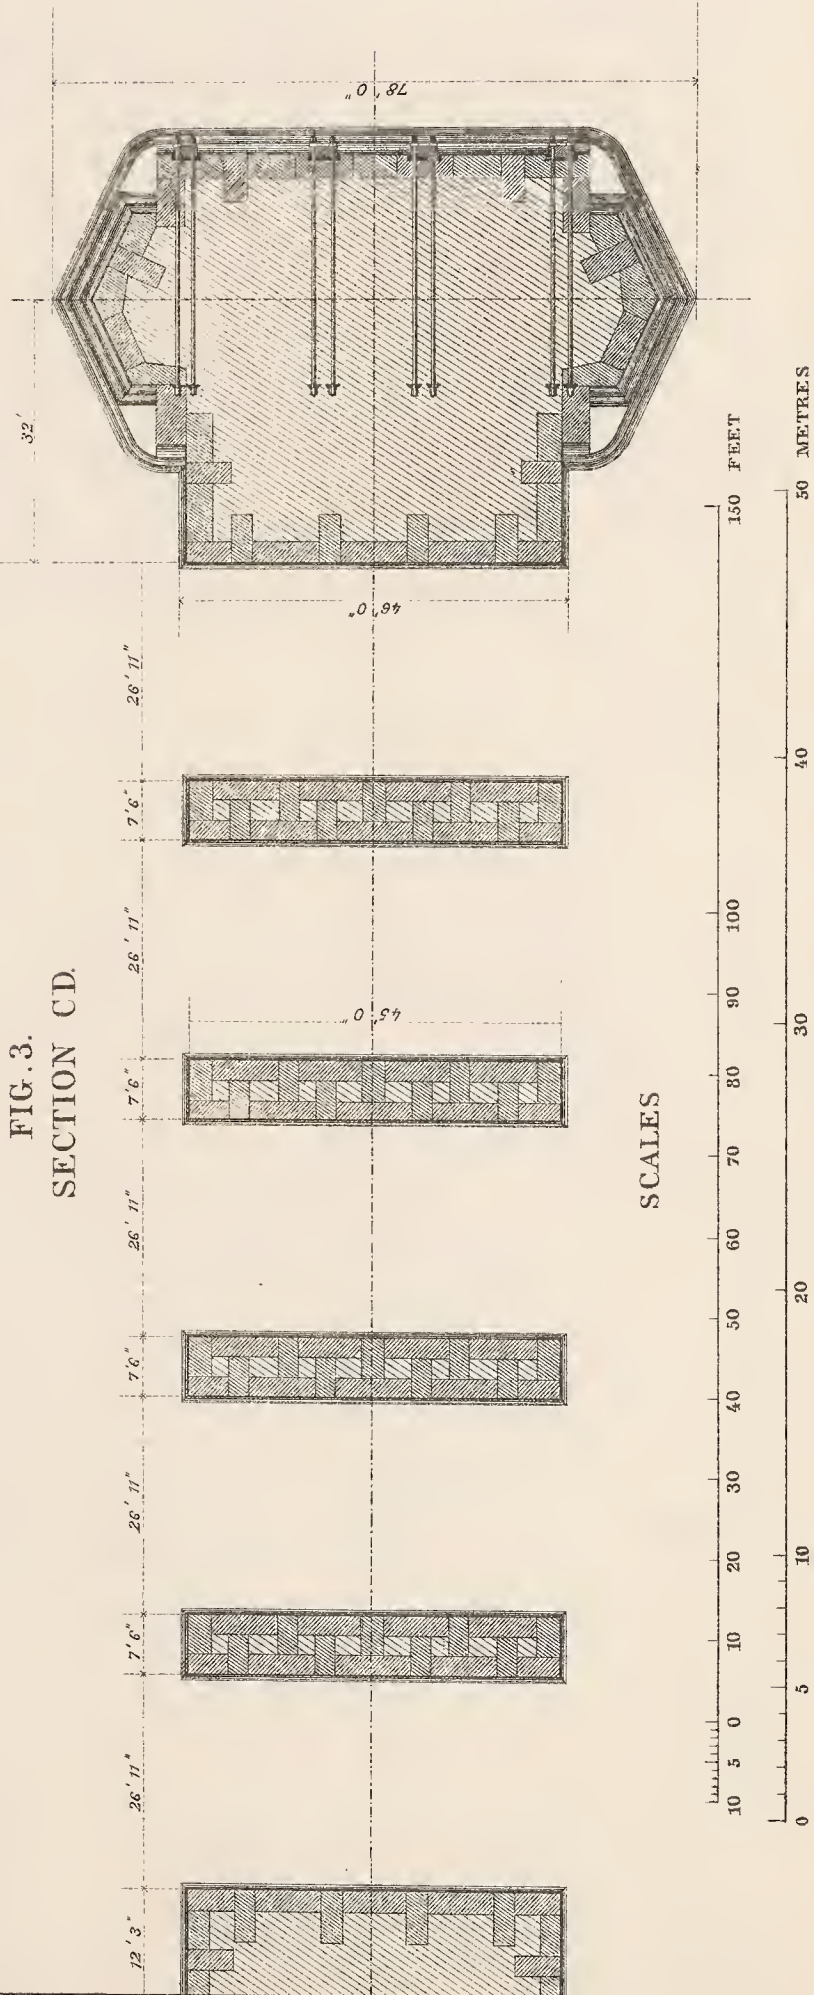 FIG. 3.
SECTION CD.
12' 3"
26' 11"
7' 6"
26' 11"
7' 6"
26' 11"
7' 6"
26' 11"
7' 6"
26' 11"
32'
45' 0"
46' 0"
78' 0"
SCALES
10 5 0 10 20 30 40 50 60 70 80 90 100 150 FEET
0 5 10 20 30 40 50 METRES